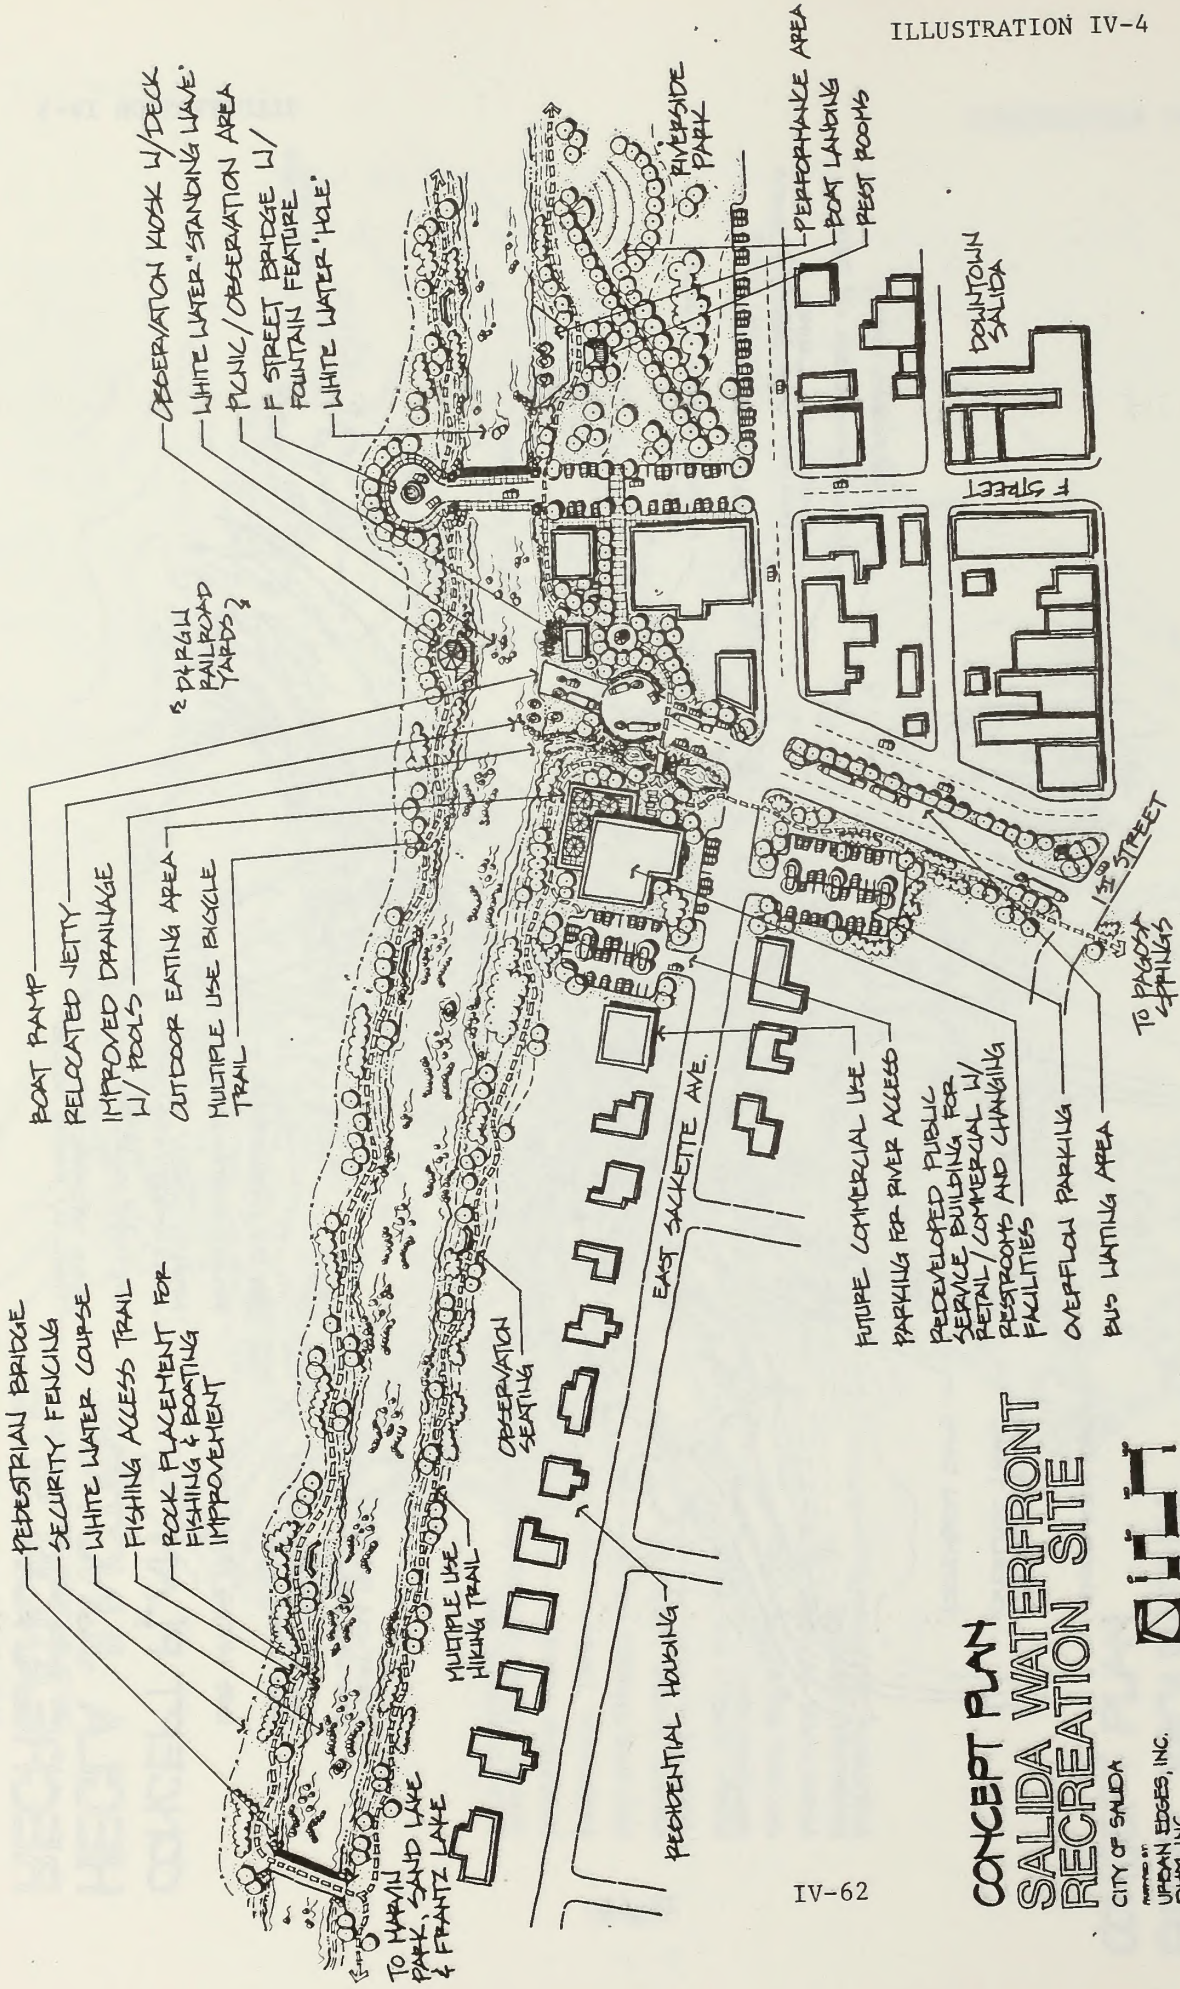 ILLUSTRATION IV-4
PEDESTRIAN BRIDGE
SECURITY FENCING
WHITE WATER COURSE
FISHING ACCESS TRAIL
ROCK PLACEMENT FOR
FISHING & BOATING
IMPROVEMENT
BOAT RAMP
RELOCATED JETTY
IMPROVED DRAINAGE
W/ POOLS
OUTDOOR EATING AREA
MULTIPLE USE BICYCLE
TRAIL
D&RGW
RAILROAD
YARDS
OBSERVATION KIOSK W/DECK
WHITE WATER "STANDING WAVE"
PICNIC/OBSERVATION AREA
F STREET BRIDGE W/
FOUNTAIN FEATURE
WHITE WATER "HOLE"
RIVERSIDE
PARK
PERFORMANCE AREA
BOAT LANDING
REST ROOMS
DOWNTOWN
SALIDA
F STREET
1ST STREET
TO PAGOSA
SPRINGS
TO MARVIN
PARK, SAND LAKE
& FRANTZ LAKE
MULTIPLE USE
HIKING TRAIL
OBSERVATION
SEATING
EAST SACKETTE AVE.
RESIDENTIAL HOUSING
FUTURE COMMERCIAL USE
PARKING FOR RIVER ACCESS
REDEVELOPED PUBLIC
SERVICE BUILDING FOR
RETAIL/COMMERCIAL W/
RESTROOMS AND CHANGING
FACILITIES
OVERFLOW PARKING
BUS WAITING AREA
CONCEPT PLAN
SALIDA WATERFRONT
RECREATION SITE
CITY OF SALIDA
PREPARED BY
URBAN EDGES, INC.
IV-62